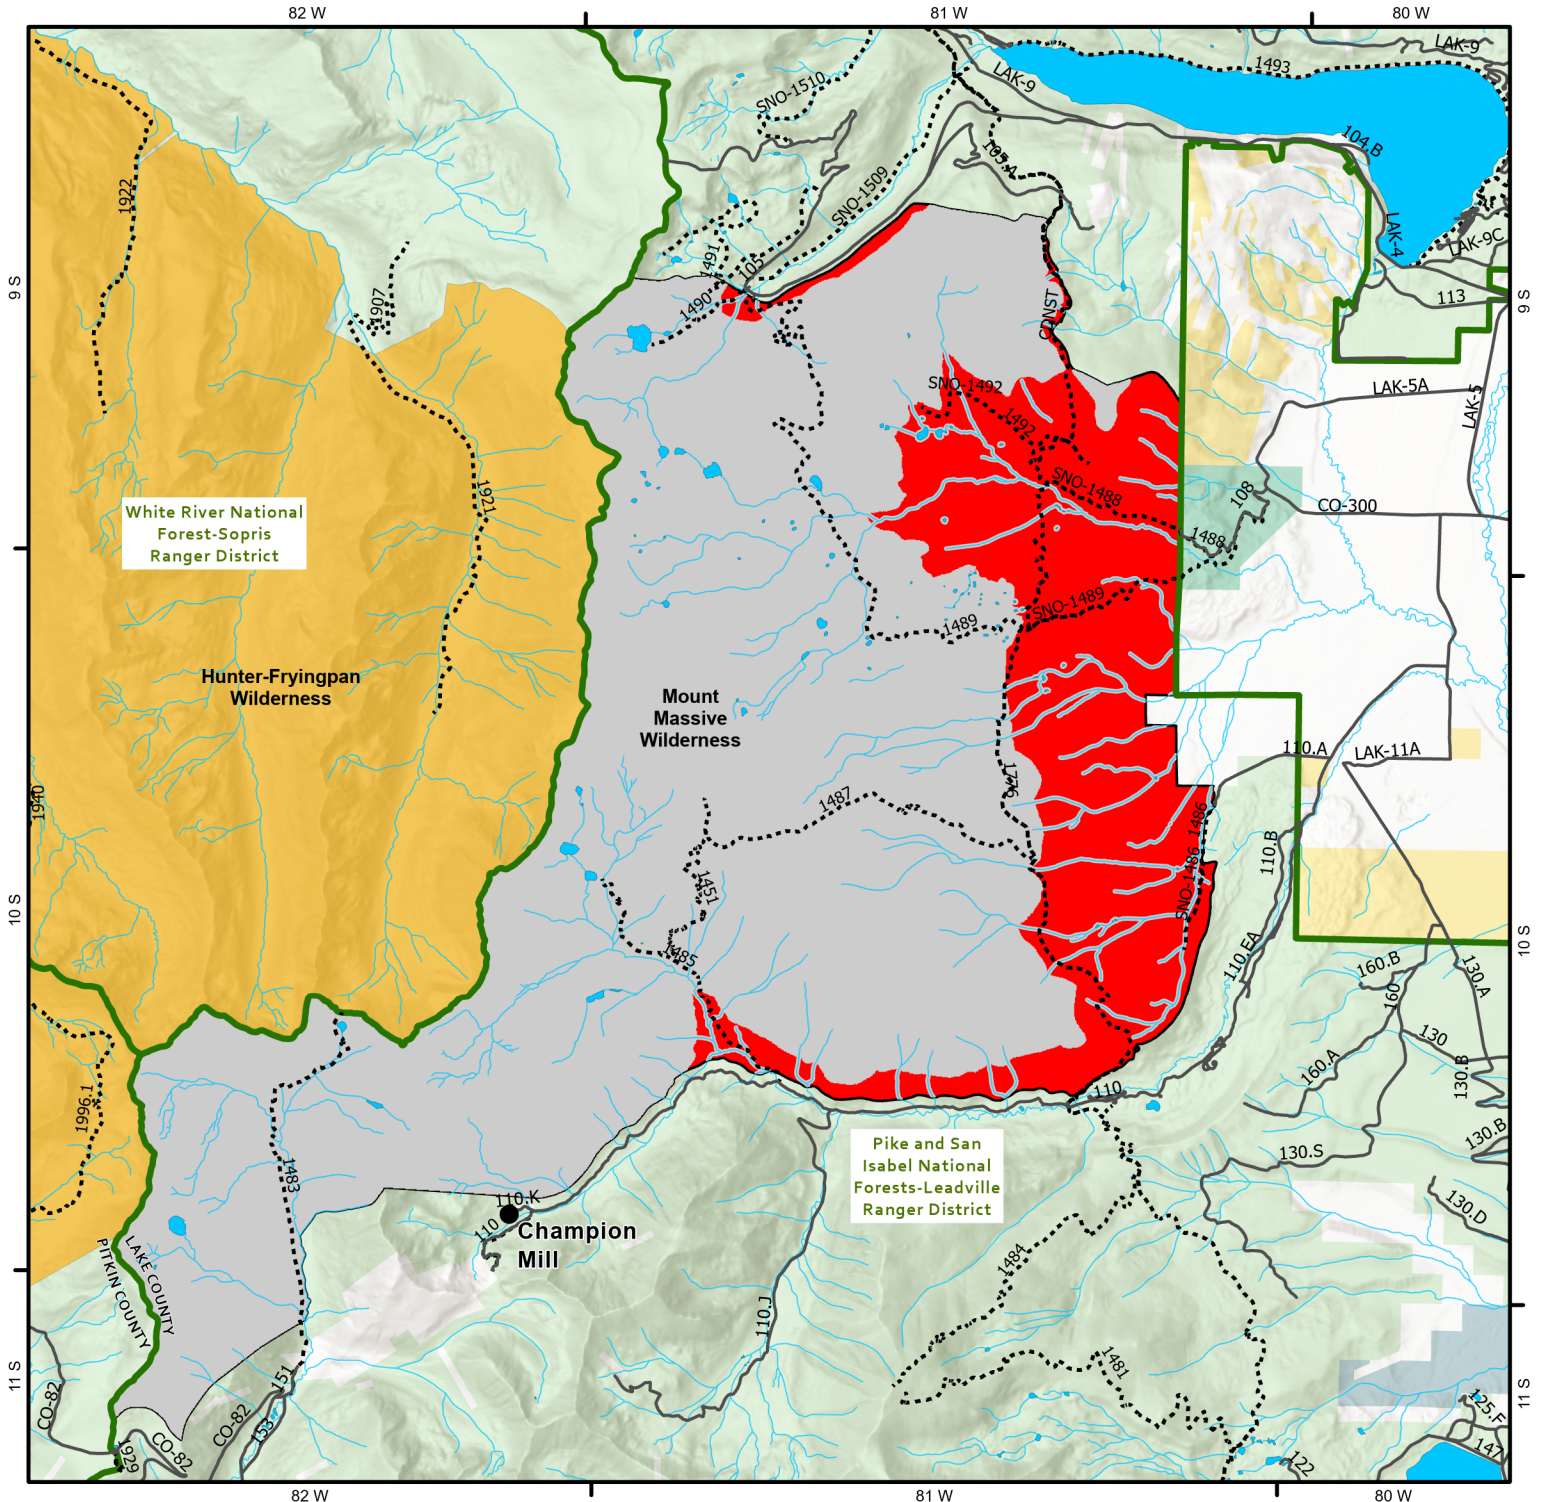 82 W
81 W
80 W
LAK-9
1493
LAK-9
SNO-1510
104.B
105.A
1922
SNO-1509
LAK-4
LAK-9C
1491
105
9 S
9 S
1907
1490
CDNST
113
SNO-1492
LAK-5A
LAK-5
1492
1921
SNO-1488
108
CO-300
White River National
Forest-Sopris
Ranger District
1488
SNO-1489
1489
Hunter-Fryingpan
Wilderness
Mount
Massive
Wilderness
110.A
LAK-11A
1776
1940
1487
1486
110.B
1451
SNO-1486
10 S
10 S
1485
110.EA
160.B
130.A
160
130
160.A
130.B
1996.1
110
130.B
Pike and San
Isabel National
Forests-Leadville
Ranger District
130.S
1483
110.K
130.D
110
Champion
Mill
LAKE COUNTY
PITKIN COUNTY
1484
110.J
11 S
11 S
1481
151
CO-82
CO-82
153
CO-82
1929
125.F
147
122
82 W
81 W
80 W